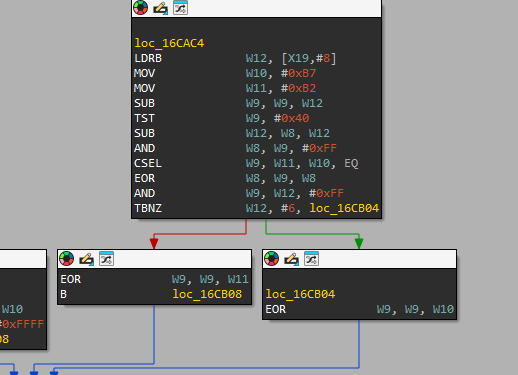 loc_16CAC4
LDRB W12, [X19,#8]
MOV W10, #0xB7
MOV W11, #0xB2
SUB W9, W9, W12
TST W9, #0x40
SUB W12, W8, W12
AND W8, W9, #0xFF
CSEL W9, W11, W10, EQ
EOR W8, W9, W8
AND W9, W12, #0xFF
TBNZ W12, #6, loc_16CB04
EOR W9, W9, W11
B loc_16CB08
loc_16CB04
EOR W9, W9, W10
W10
#0xFFFF
08